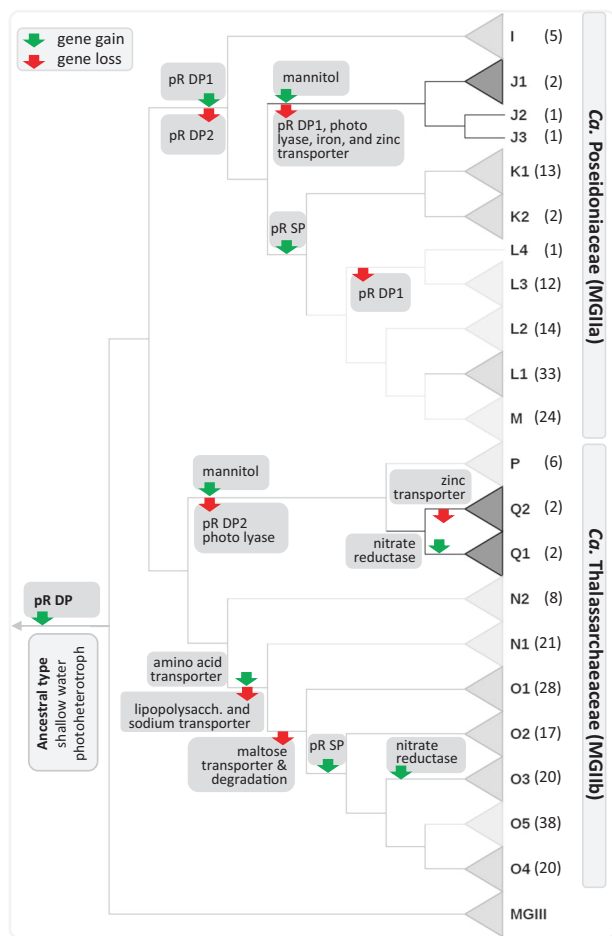 gene gain
gene loss
pR DP1
pR DP2
mannitol
pR DP1, photo
lyase, iron, and zinc
transporter
pR SP
pR DP1
I (5)
J1 (2)
J2 (1)
J3 (1)
K1 (13)
K2 (2)
L4 (1)
L3 (12)
L2 (14)
L1 (33)
M (24)
Ca. Poseidoniaceae (MGIIa)
mannitol
pR DP2
photo lyase
zinc
transporter
nitrate
reductase
P (6)
Q2 (2)
Q1 (2)
N2 (8)
N1 (21)
O1 (28)
O2 (17)
O3 (20)
O5 (38)
O4 (20)
Ca. Thalassarchaeaceae (MGIIb)
pR DP
Ancestral type
shallow water
photoheterotroph
amino acid
transporter
lipopolysacch. and
sodium transporter
maltose
transporter &
degradation
pR SP
nitrate
reductase
MGIII